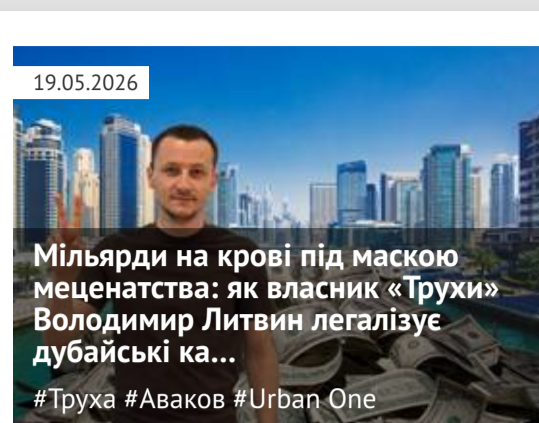 19.05.2026
Мільярди на крові під маскою
меценатства: як власник «Трухи»
Володимир Литвин легалізує
дубайські ка...
#Труха #Аваков #Urban One